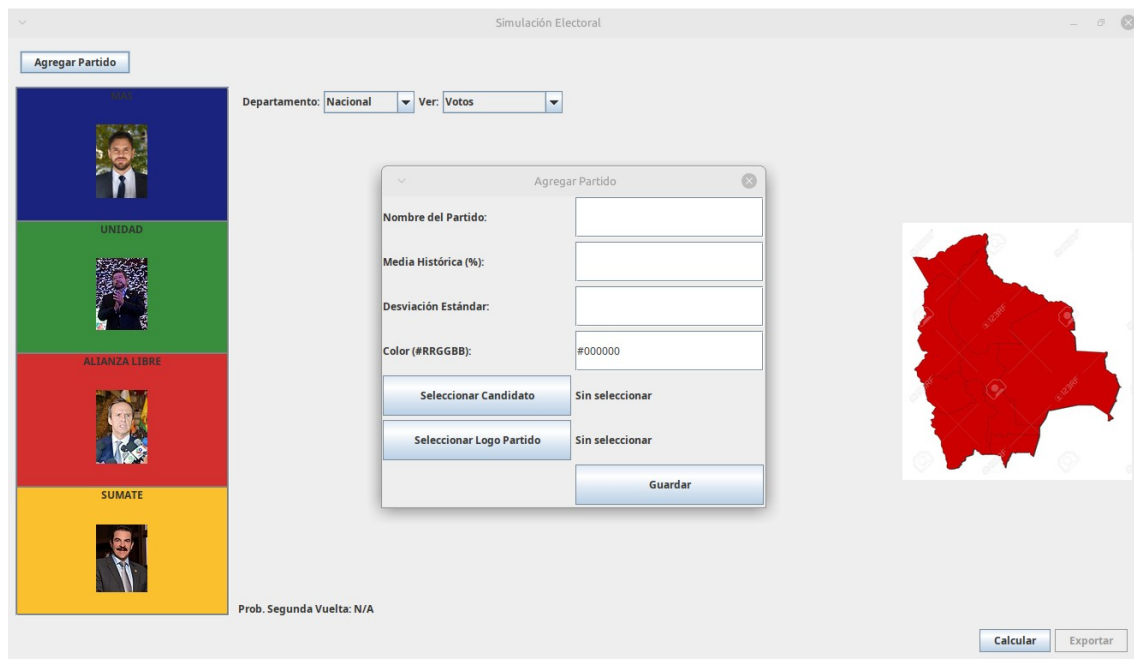 Simulación Electoral
Agregar Partido
MAS
Departamento: Nacional Ver: Votos
Agregar Partido
Nombre del Partido:
UNIDAD
Media Histórica (%):
Desviación Estándar:
Color (#RRGGBB): #000000
ALIANZA LIBRE
Seleccionar Candidato Sin seleccionar
Seleccionar Logo Partido Sin seleccionar
Guardar
SUMATE
Prob. Segunda Vuelta: N/A
Calcular Exportar
123RF